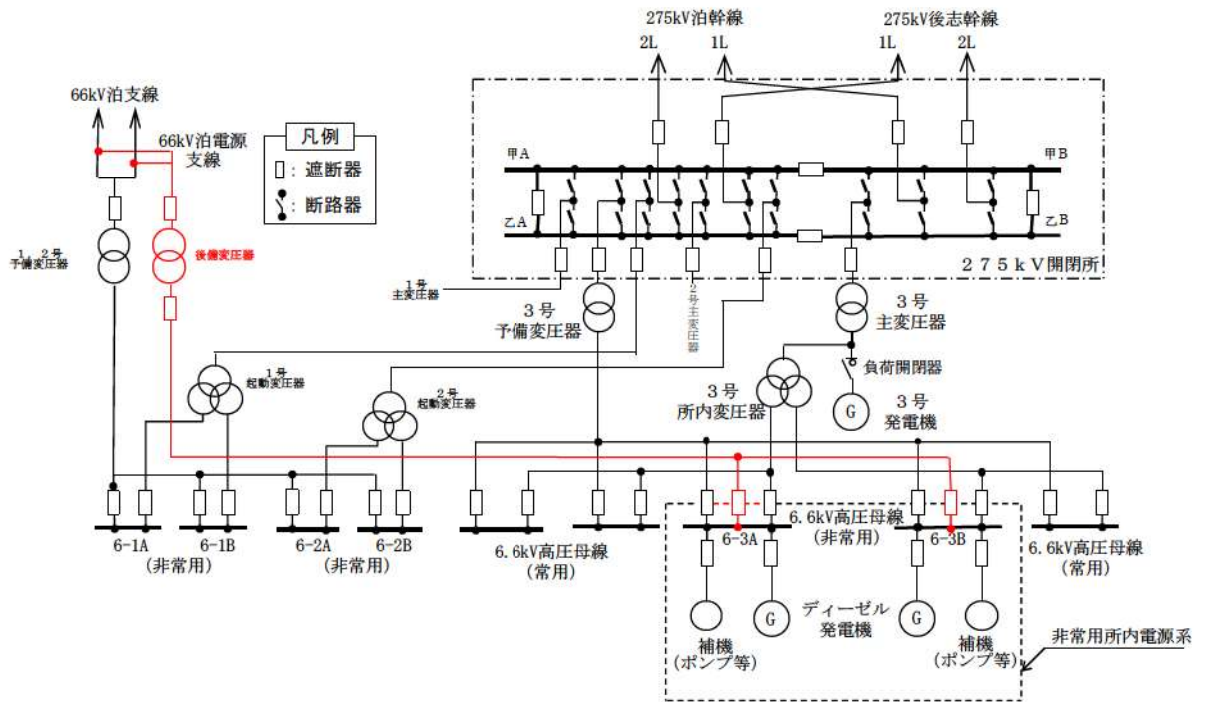 275kV泊幹線
275kV後志幹線
2L
1L
1L
2L
66kV泊支線
66kV泊電源
支線
凡例
:遮断器
:断路器
甲A
甲B
乙A
乙B
275kV開閉所
1,2号
予備変圧器
後備変圧器
1号
主変圧器
3号
予備変圧器
2号主変圧器
3号
主変圧器
負荷開閉器
1号
起動変圧器
2号
起動変圧器
3号
所内変圧器
G
3号
発電機
6-1A
6-1B
(非常用)
6-2A
6-2B
(非常用)
6.6kV高圧母線
(常用)
6-3A
6.6kV高圧母線
(非常用)
6-3B
6.6kV高圧母線
(常用)
G
ディーゼル
発電機
G
補機
(ポンプ等)
補機
(ポンプ等)
非常用所内電源系